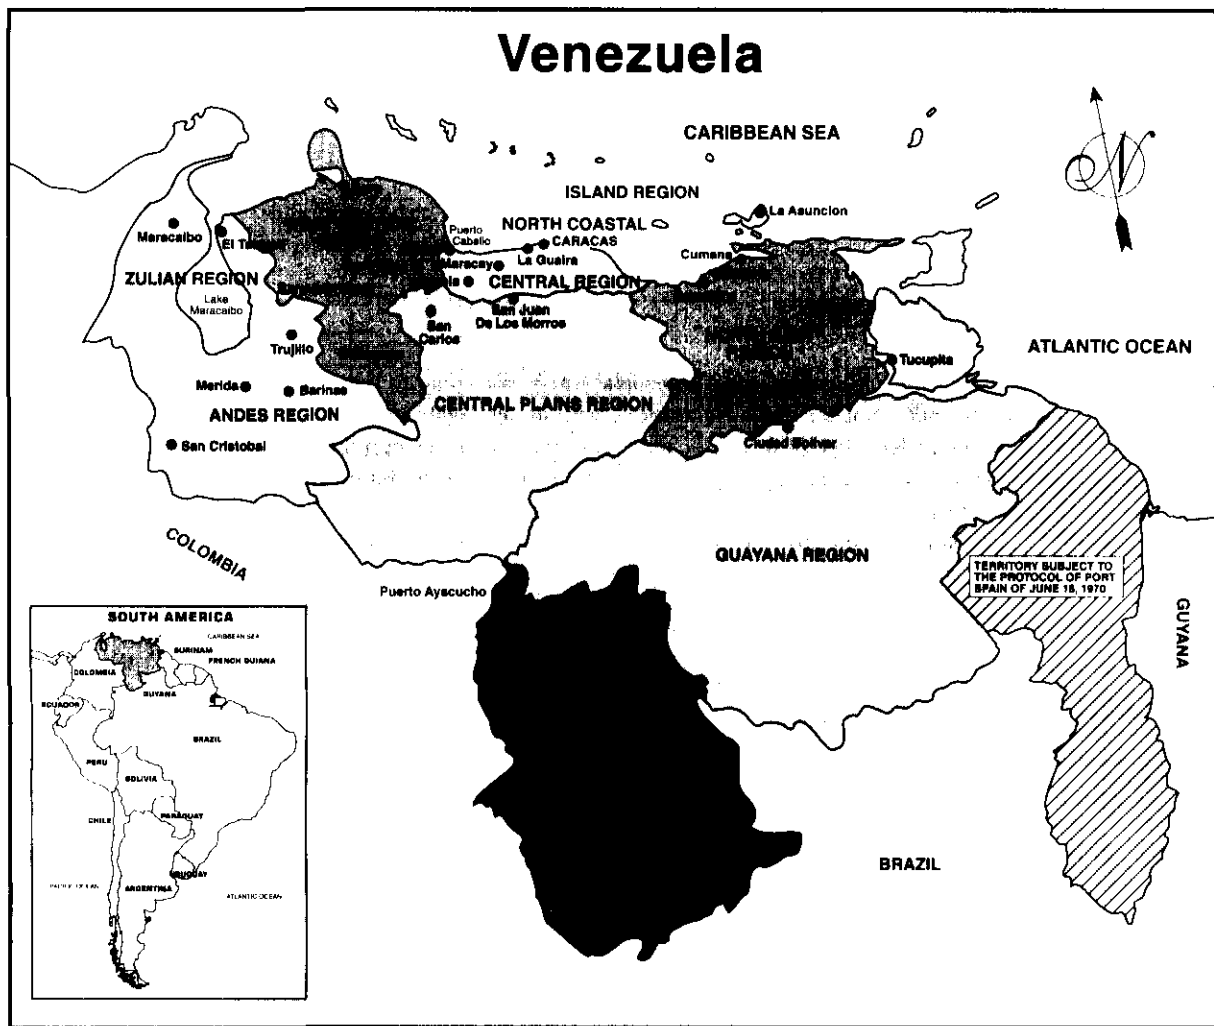 Venezuela
CARIBBEAN SEA
ISLAND REGION
La Asuncion
NORTH COASTAL
CENTRAL REGION
Puerto
Cabello
CARACAS
La Guaira
Maracay
Cumana
Maracaibo
ZULIAN REGION
Lake
Maracaibo
San
Carlos
San Juan
De Los Morros
Trujillo
Tucupita
ATLANTIC OCEAN
Merida
Barinas
ANDES REGION
CENTRAL PLAINS REGION
San Cristobal
Ciudad Bolivar
COLOMBIA
GUAYANA REGION
TERRITORY SUBJECT TO
THE PROTOCOL OF PORT
SPAIN OF JUNE 18, 1970
Puerto Ayacucho
GUYANA
BRAZIL
SOUTH AMERICA
CARIBBEAN SEA
SURINAM
FRENCH GUIANA
COLOMBIA
GUYANA
ECUADOR
BRAZIL
PERU
BOLIVIA
CHILE
PARAGUAY
URUGUAY
ARGENTINA
ATLANTIC OCEAN
N